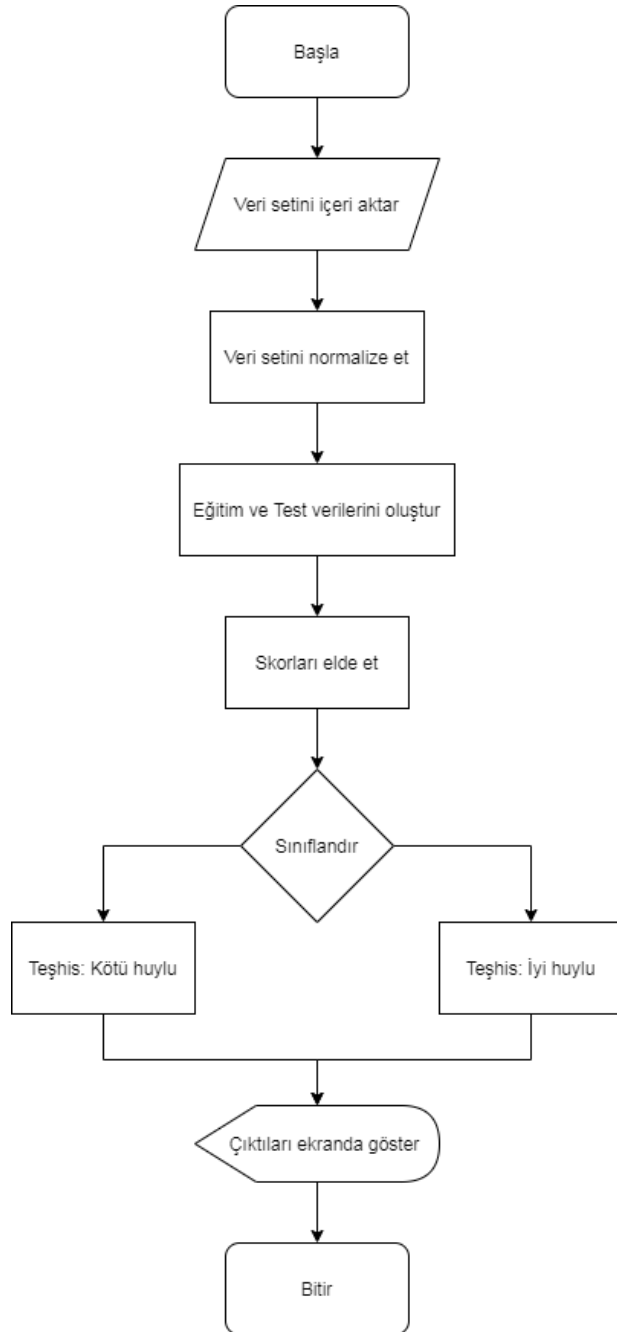 Başla
Veri setini içeri aktar
Veri setini normalize et
Eğitim ve Test verilerini oluştur
Skorları elde et
Sınıflandır
Teşhis: Kötü huylu
Teşhis: İyi huylu
Çıktıları ekranda göster
Bitir